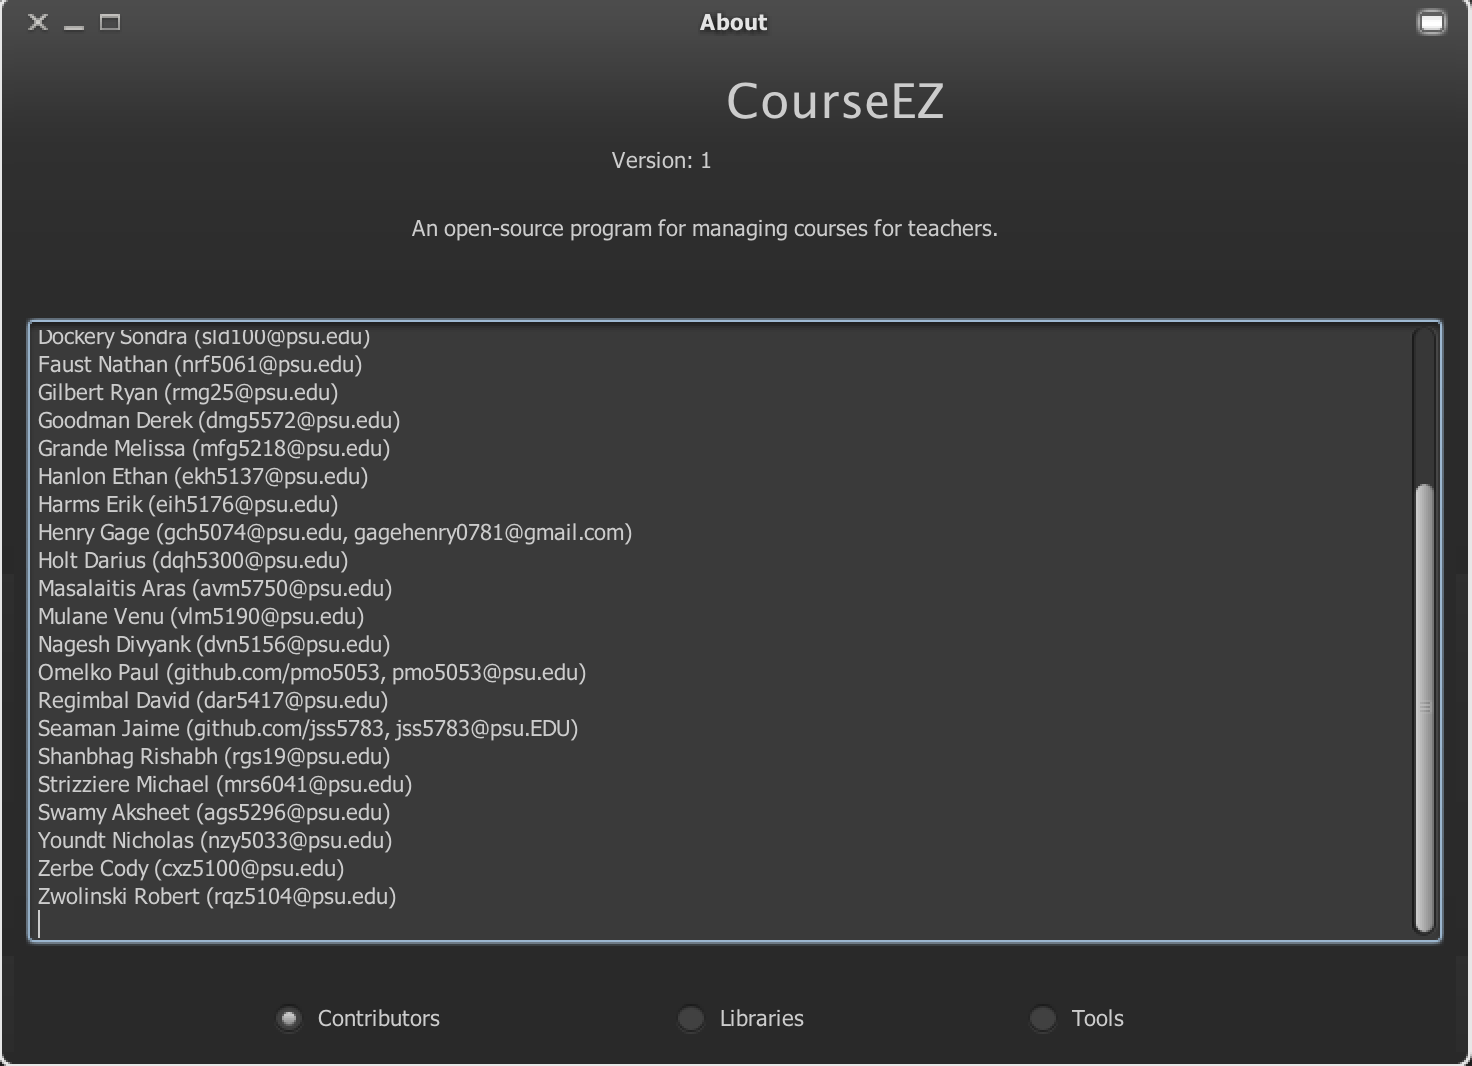 About
CourseEZ
Version: 1
An open-source program for managing courses for teachers.
Dockery Sondra (sld100@psu.edu)
Faust Nathan (nrf5061@psu.edu)
Gilbert Ryan (rmg25@psu.edu)
Goodman Derek (dmg5572@psu.edu)
Grande Melissa (mfg5218@psu.edu)
Hanlon Ethan (ekh5137@psu.edu)
Harms Erik (eih5176@psu.edu)
Henry Gage (gch5074@psu.edu, gagehenry0781@gmail.com)
Holt Darius (dqh5300@psu.edu)
Masalaitis Aras (avm5750@psu.edu)
Mulane Venu (vlm5190@psu.edu)
Nagesh Divyank (dvn5156@psu.edu)
Omelko Paul (github.com/pmo5053, pmo5053@psu.edu)
Regimbal David (dar5417@psu.edu)
Seaman Jaime (github.com/jss5783, jss5783@psu.EDU)
Shanbhag Rishabh (rgs19@psu.edu)
Strizziere Michael (mrs6041@psu.edu)
Swamy Aksheet (ags5296@psu.edu)
Youndt Nicholas (nzy5033@psu.edu)
Zerbe Cody (cxz5100@psu.edu)
Zwolinski Robert (rqz5104@psu.edu)
Contributors
Libraries
Tools